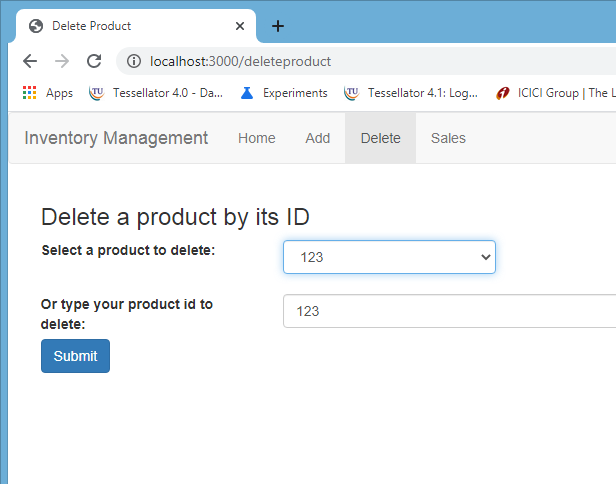 Delete Product
localhost:3000/deleteproduct
Apps TU Tessellator 4.0 - Da... Experiments TU Tessellator 4.1: Log... ICICI Group | The L
Inventory Management Home Add Delete Sales
Delete a product by its ID
Select a product to delete: 123
Or type your product id to 123
delete:
Submit